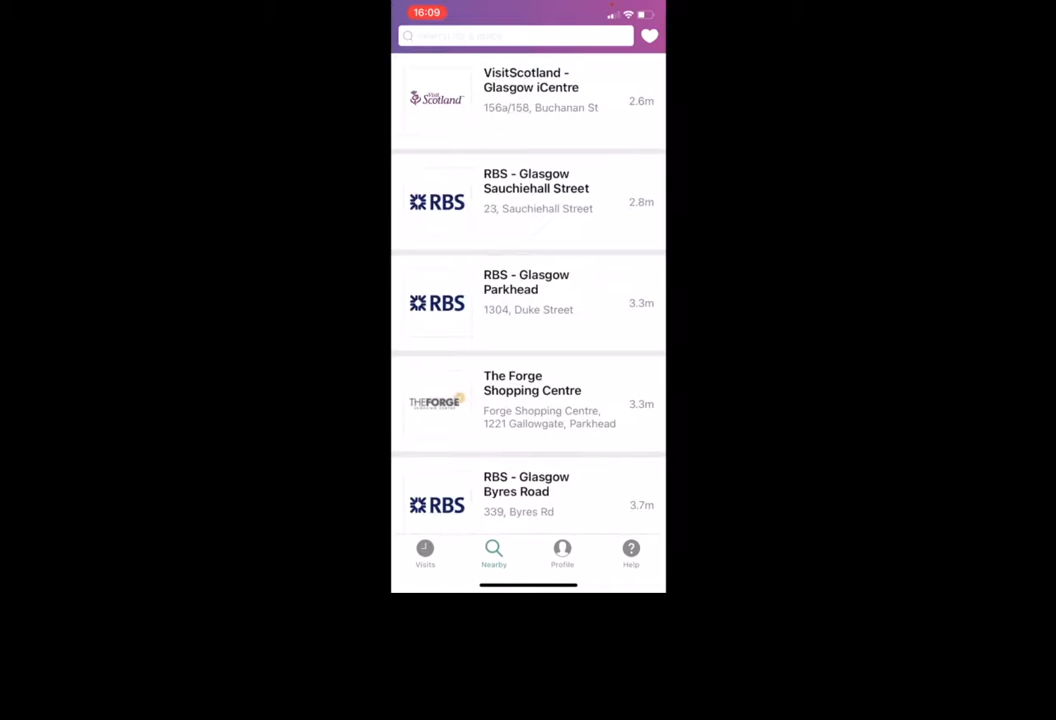 16:09
VisitScotland -
Glasgow iCentre
156a/158, Buchanan St
2.6m
Visit
Scotland
RBS - Glasgow
Sauchiehall Street
23, Sauchiehall Street
2.8m
RBS
RBS - Glasgow
Parkhead
1304, Duke Street
3.3m
RBS
The Forge
Shopping Centre
Forge Shopping Centre,
1221 Gallowgate, Parkhead
3.3m
THEFORGE
RBS - Glasgow
Byres Road
339, Byres Rd
3.7m
RBS
Visits
Nearby
Profile
Help